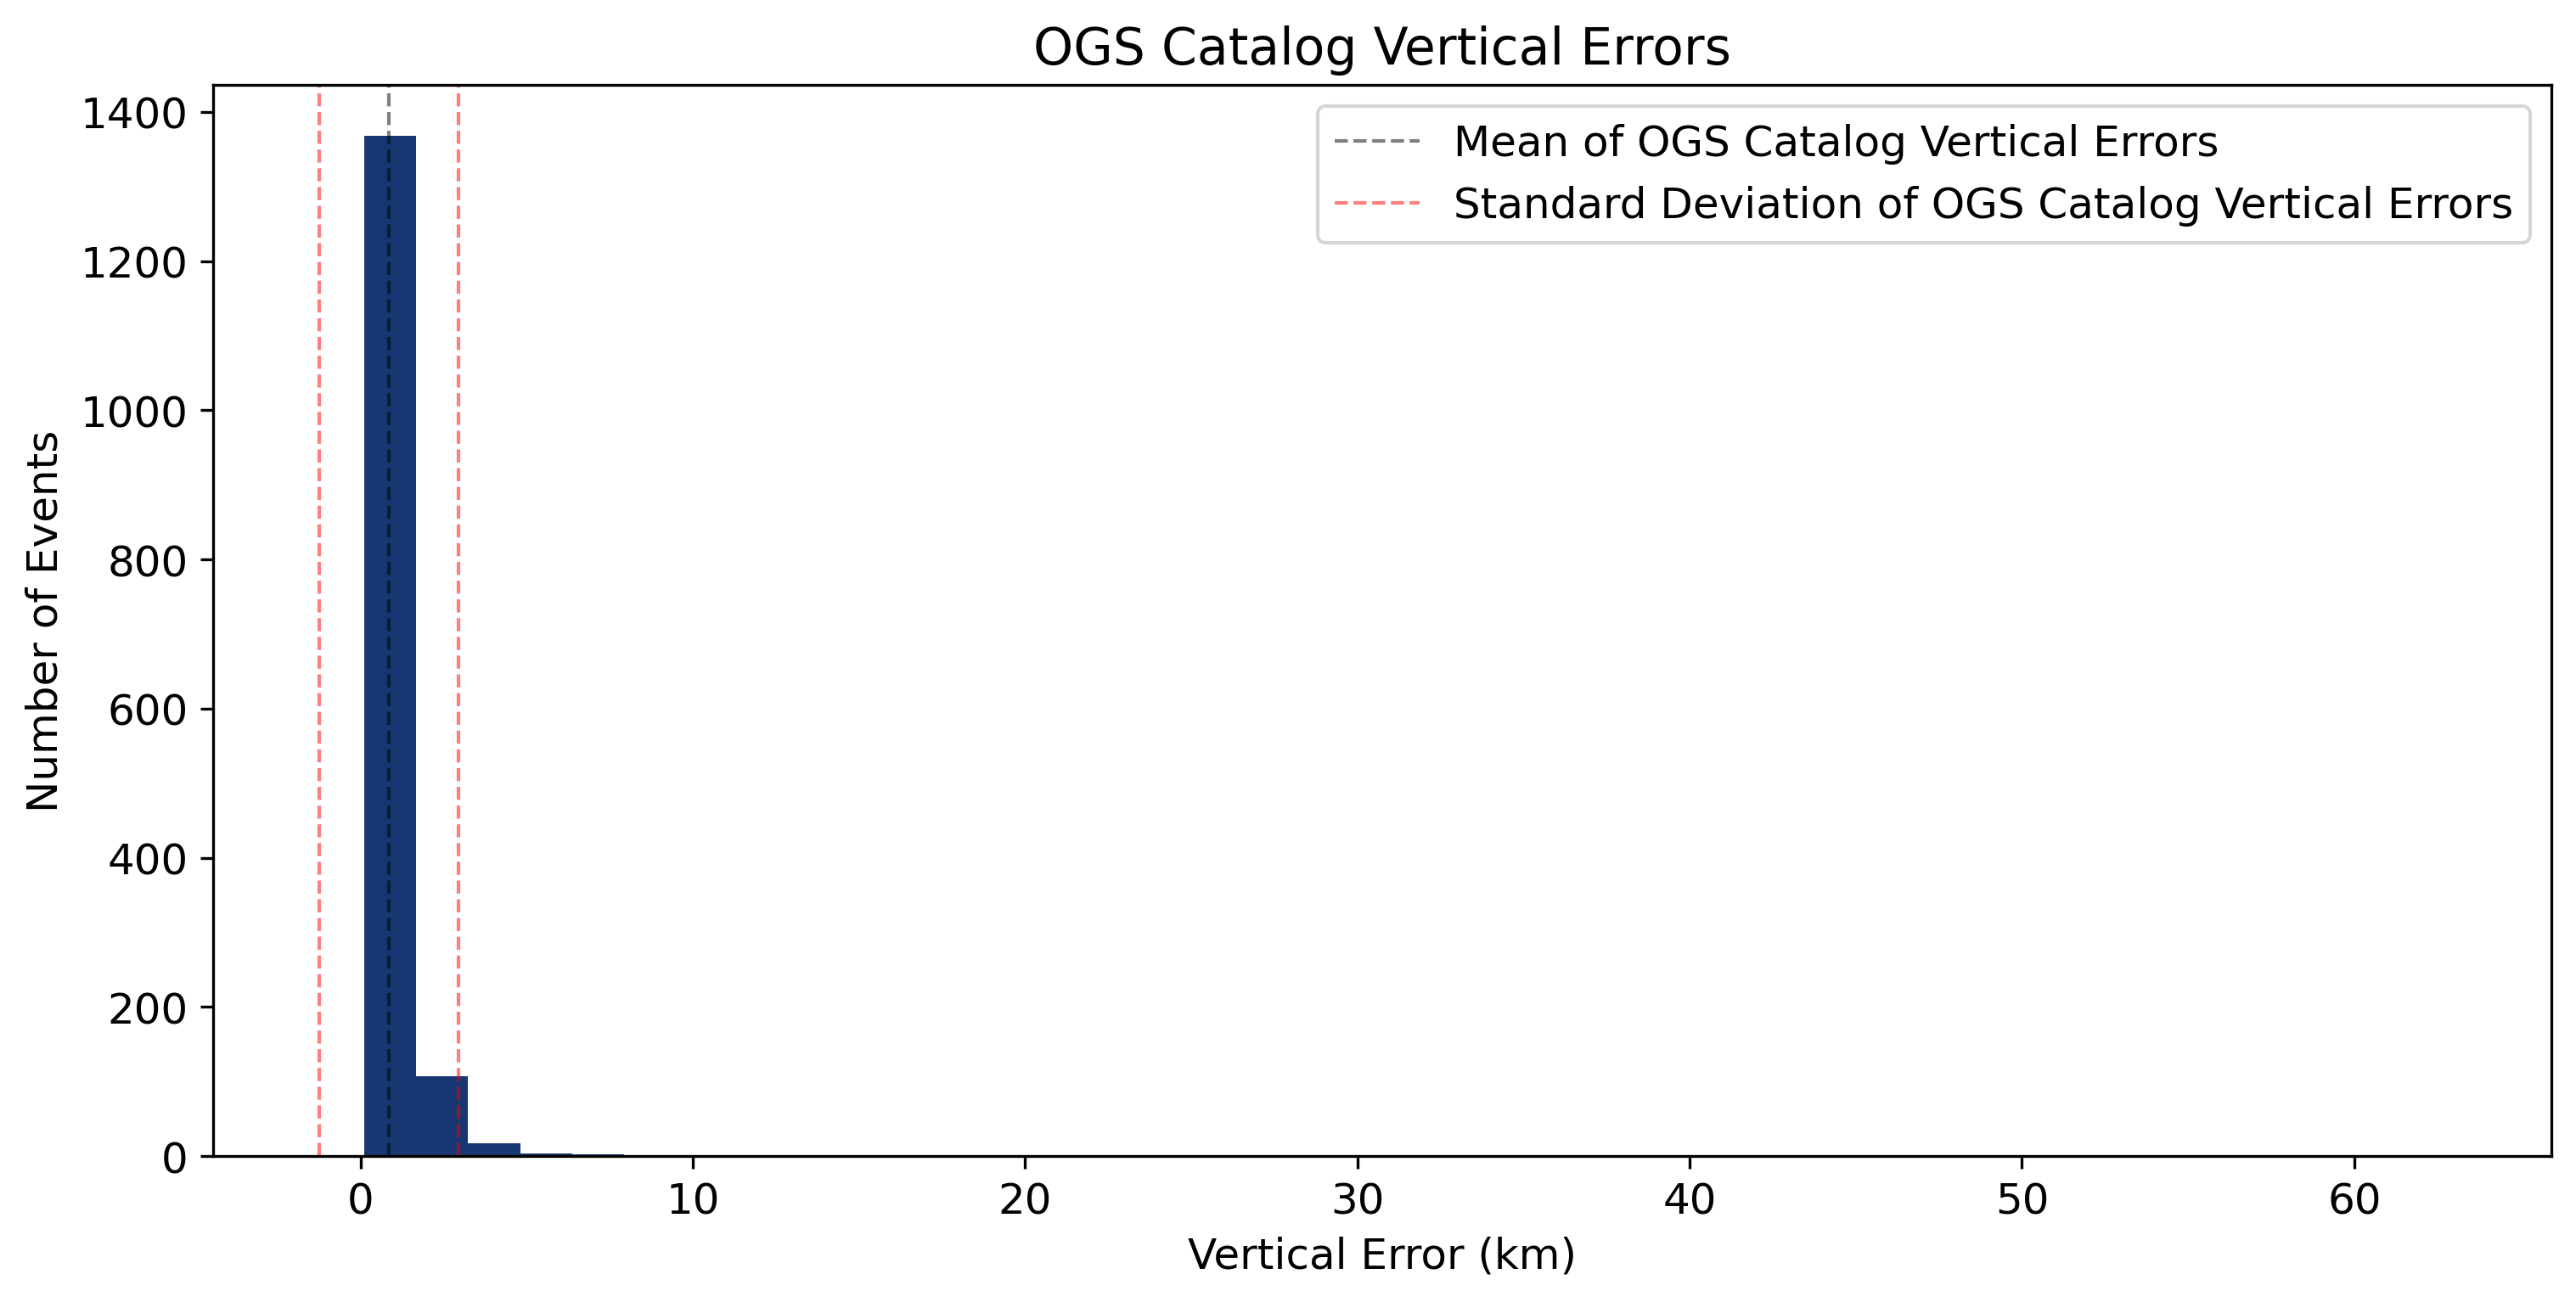 OGS Catalog Vertical Errors
Mean of OGS Catalog Vertical Errors
Standard Deviation of OGS Catalog Vertical Errors
1400
1200
1000
800
600
400
200
0
Number of Events
0 10 20 30 40 50 60
Vertical Error (km)